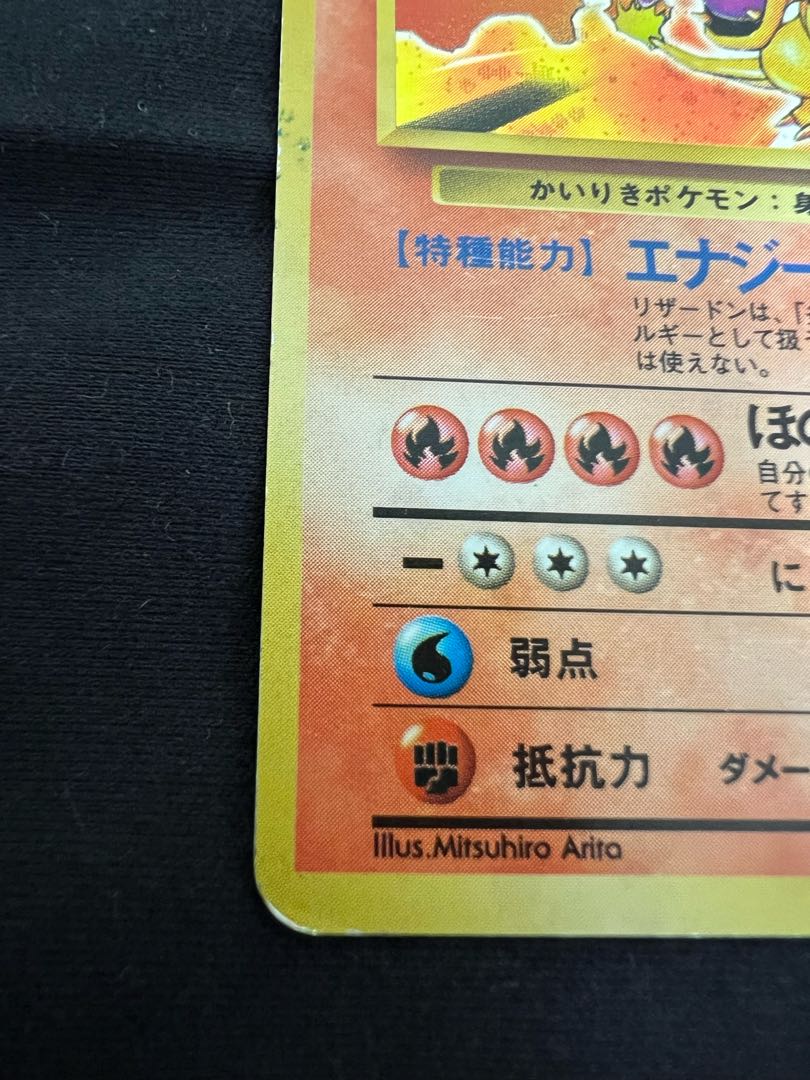 かいりきポケモン：身
【特種能力】 エナジー
リザードンは、「
ルギーとして扱
は使えない。
ほの
自分
てす
ー に
弱点
抵抗力 ダメー
Illus.Mitsuhiro Arita